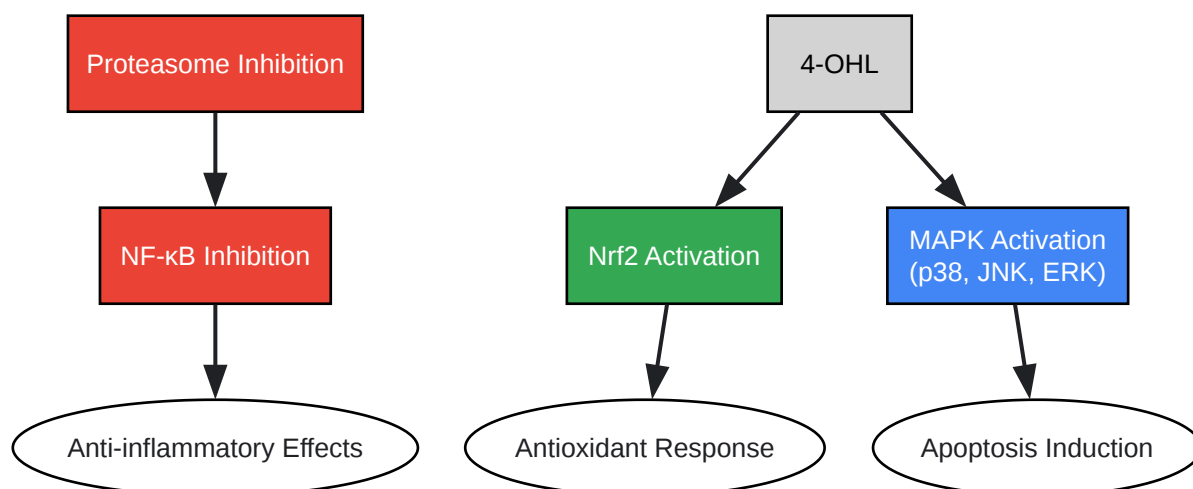 Proteasome Inhibition
4-OHL
NF-κB Inhibition
Nrf2 Activation
MAPK Activation
(p38, JNK, ERK)
Anti-inflammatory Effects
Antioxidant Response
Apoptosis Induction